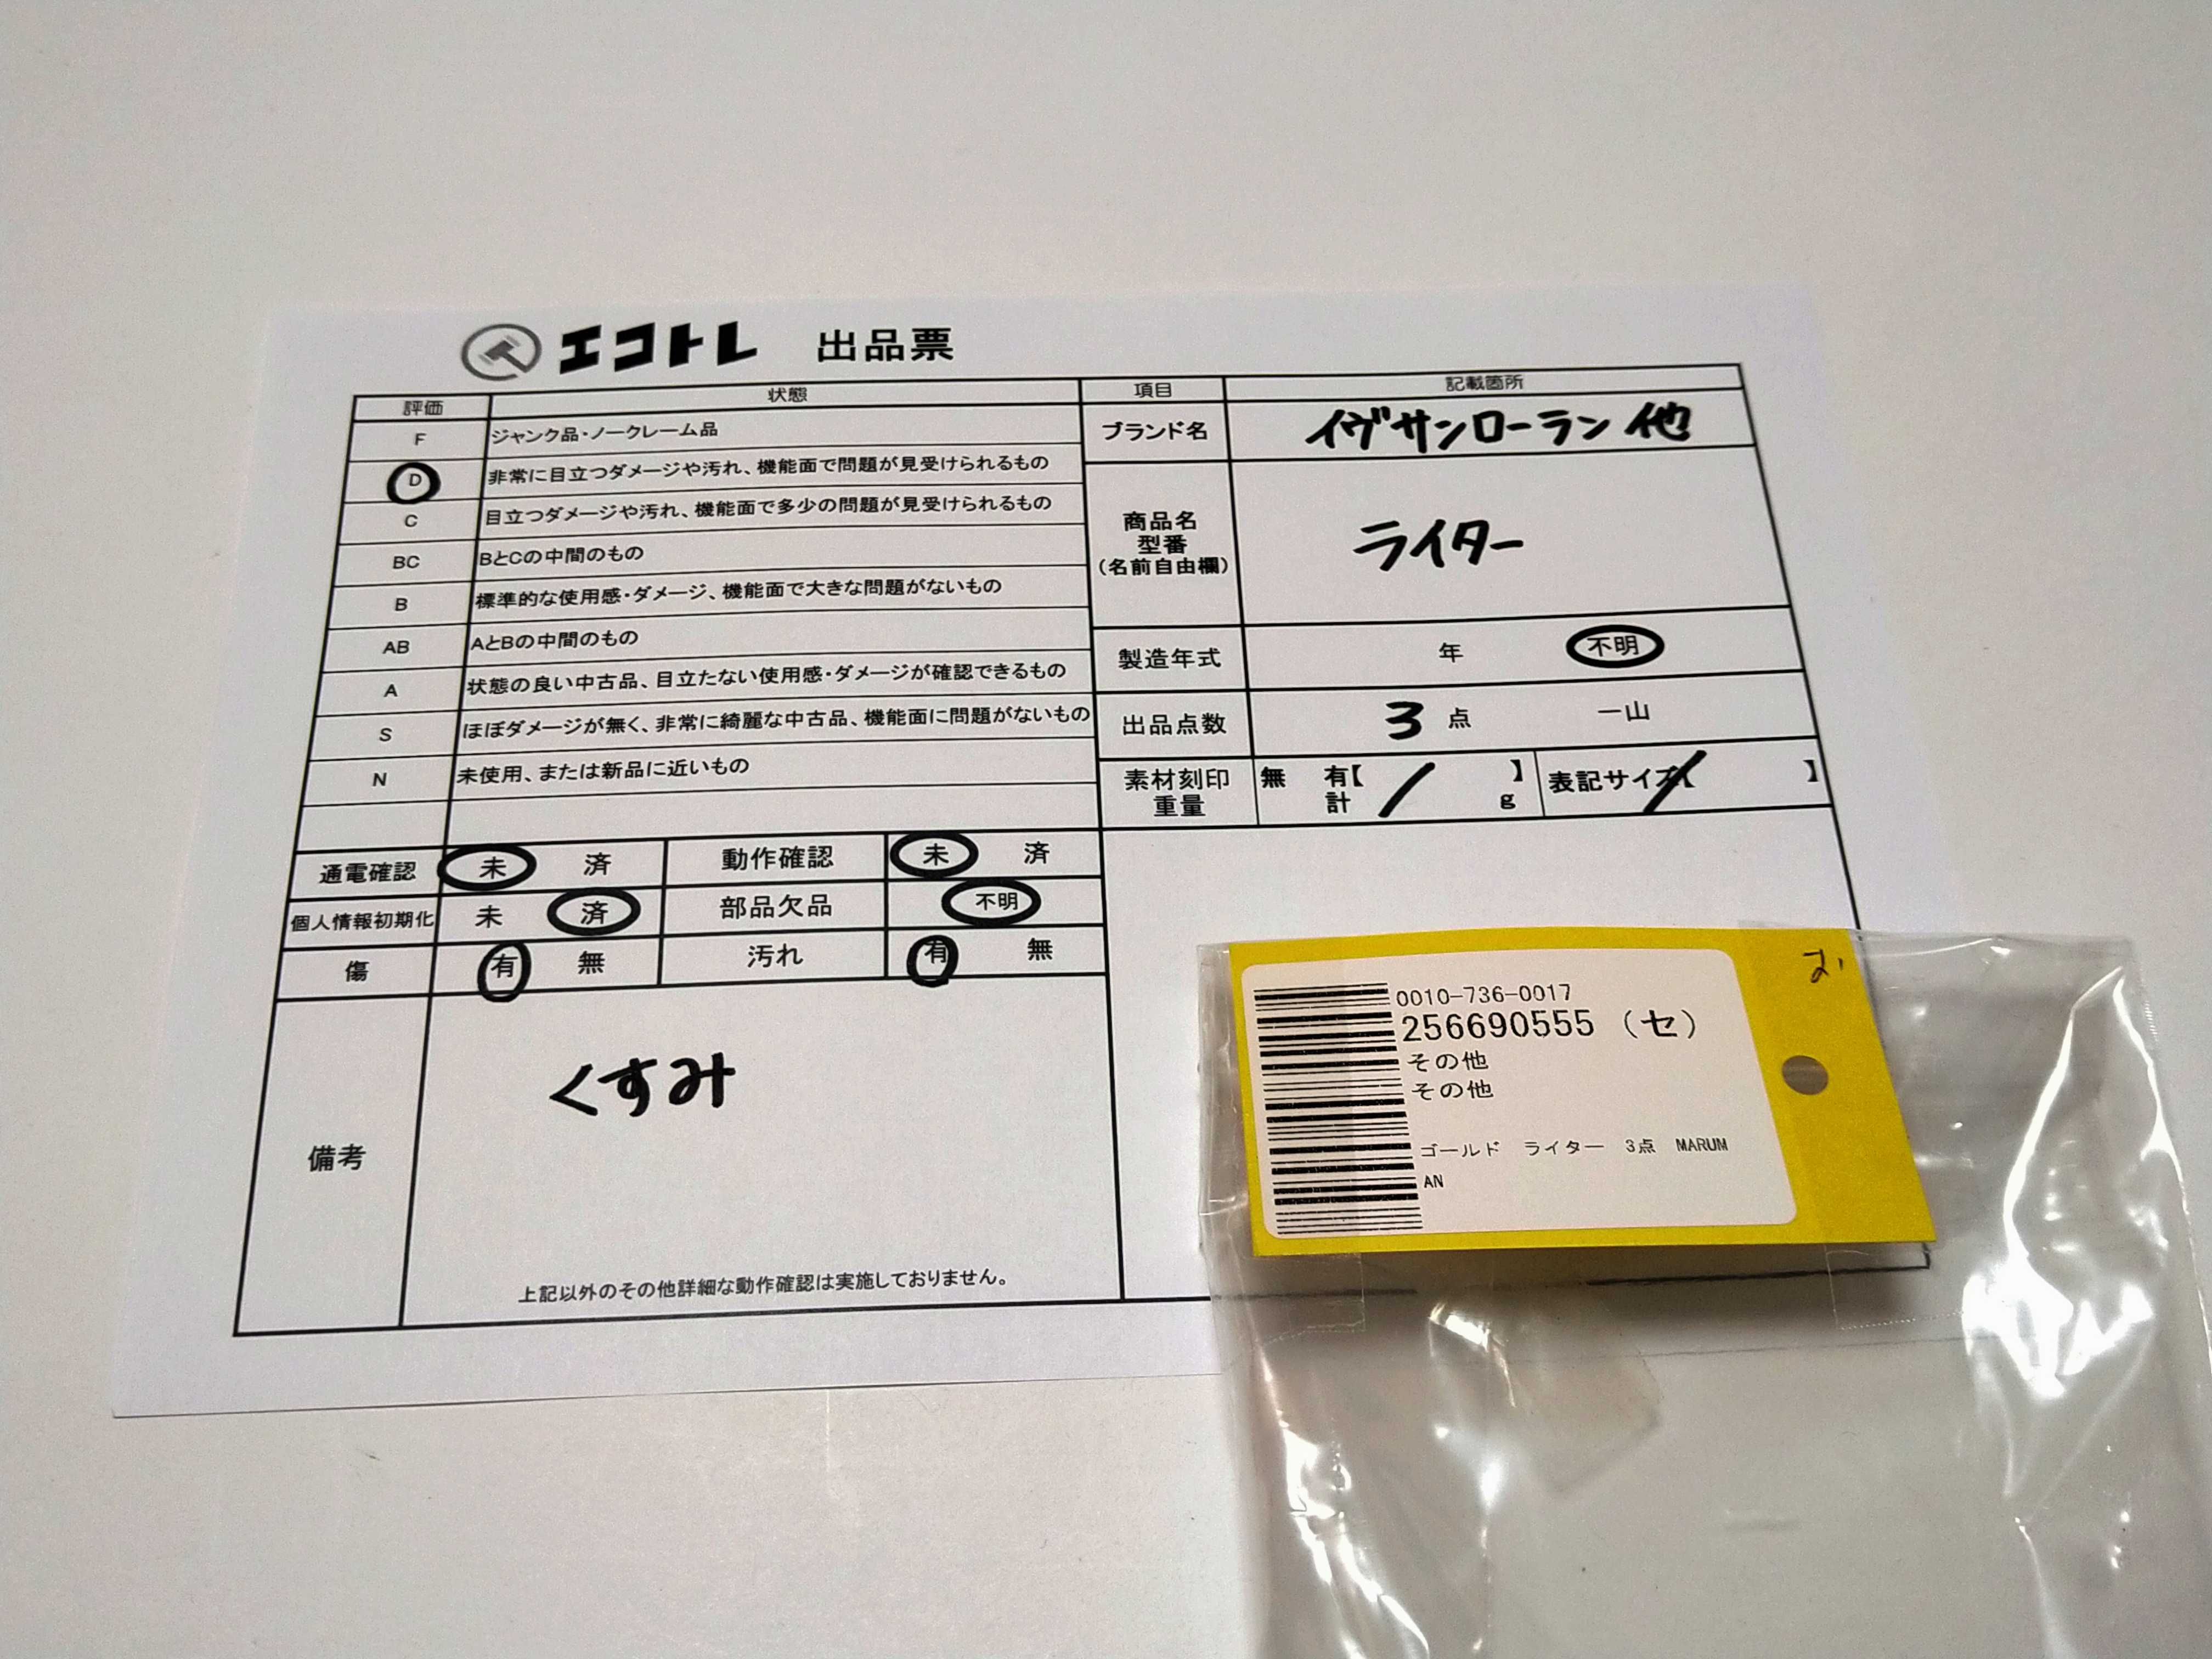 エコトレ 出品票
評価 状態
F ジャンク品・ノークレーム品
D 非常に目立つダメージや汚れ、機能面で問題が見受けられるもの
C 目立つダメージや汚れ、機能面で多少の問題が見受けられるもの
BC BとCの中間のもの
B 標準的な使用感・ダメージ、機能面で大きな問題がないもの
AB AとBの中間のもの
A 状態の良い中古品、目立たない使用感・ダメージが確認できるもの
S ほぼダメージが無く、非常に綺麗な中古品、機能面に問題がないもの
N 未使用、または新品に近いもの
項目 記載箇所
ブランド名 イヴサンローラン 他
商品名
型番
(名前自由欄)
ライター
製造年式 年 不明
出品点数 3 点 一山
素材刻印 無 有【 】
重量 計 g
表記サイズ【 】
通電確認 未 済 動作確認 未 済
個人情報初期化 未 済 部品欠品 不明
傷 有 無 汚れ 有 無
備考
くすみ
上記以外のその他詳細な動作確認は実施しておりません。
0010-736-0017
256690555 (セ)
その他
その他
ゴールド ライター 3点 MARUM
AN